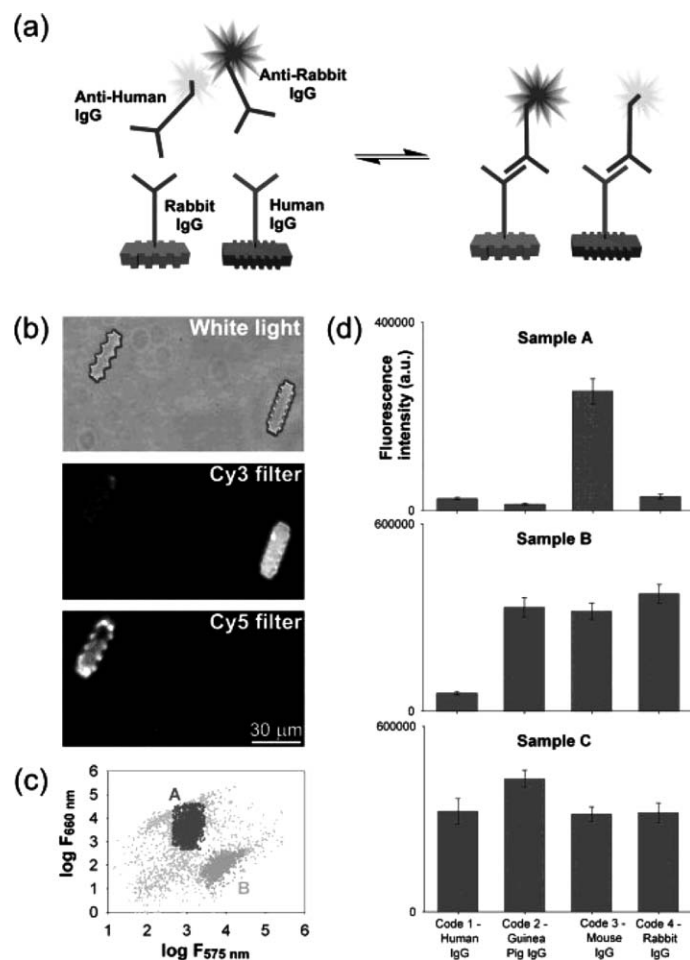 (a)
Anti-Human
IgG
Anti-Rabbit
IgG
Rabbit
IgG
Human
IgG
(b)
White light
Cy3 filter
Cy5 filter
30 μm
(c)
log F660 nm
6
5
4
3
2
1
0
A
B
1 2 3 4 5 6
log F575 nm
(d)
Fluorescence
intensity (a.u.)
400000
Sample A
0
600000
Sample B
0
600000
Sample C
0
Code 1 -
Human
IgG
Code 2 -
Guinea
Pig IgG
Code 3 -
Mouse
IgG
Code 4 -
Rabbit
IgG